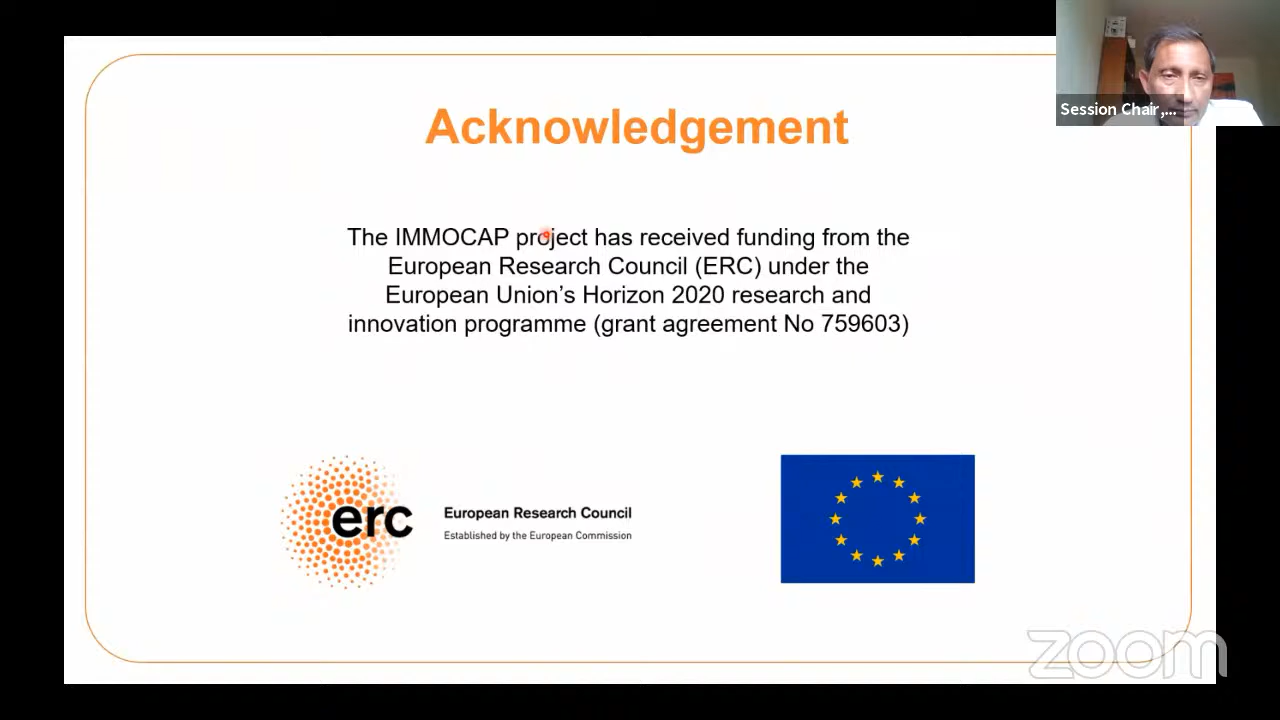 Acknowledgement
Session Chair,...
The IMMOCAP project has received funding from the
European Research Council (ERC) under the
European Union's Horizon 2020 research and
innovation programme (grant agreement No 759603)
erc
European Research Council
Established by the European Commission
zoom